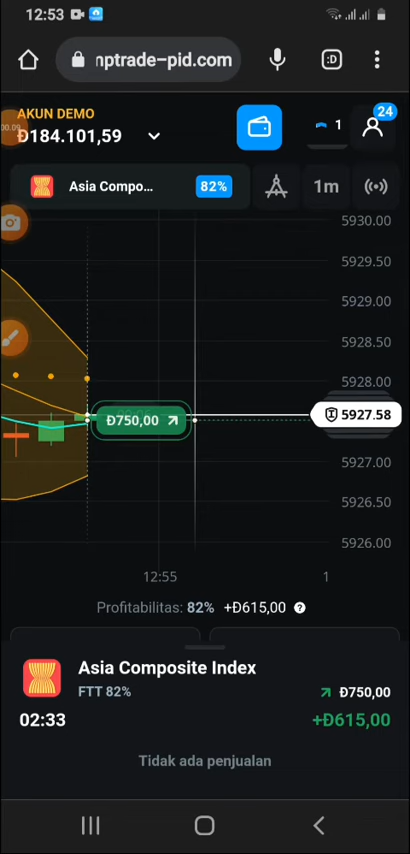 12:53
nptrade-pid.com
:D
AKUN DEMO
24
Đ184.101,59
1
00:09
Asia Compo...
82%
1m
5930.00
5929.50
5929.00
5928.50
5928.00
5927.58
Đ750,00
5927.00
5926.50
5926.00
12:55
1
Profitabilitas: 82% +Đ615,00 ?
Asia Composite Index
FTT 82%
Đ750,00
02:33
+Đ615,00
Tidak ada penjualan